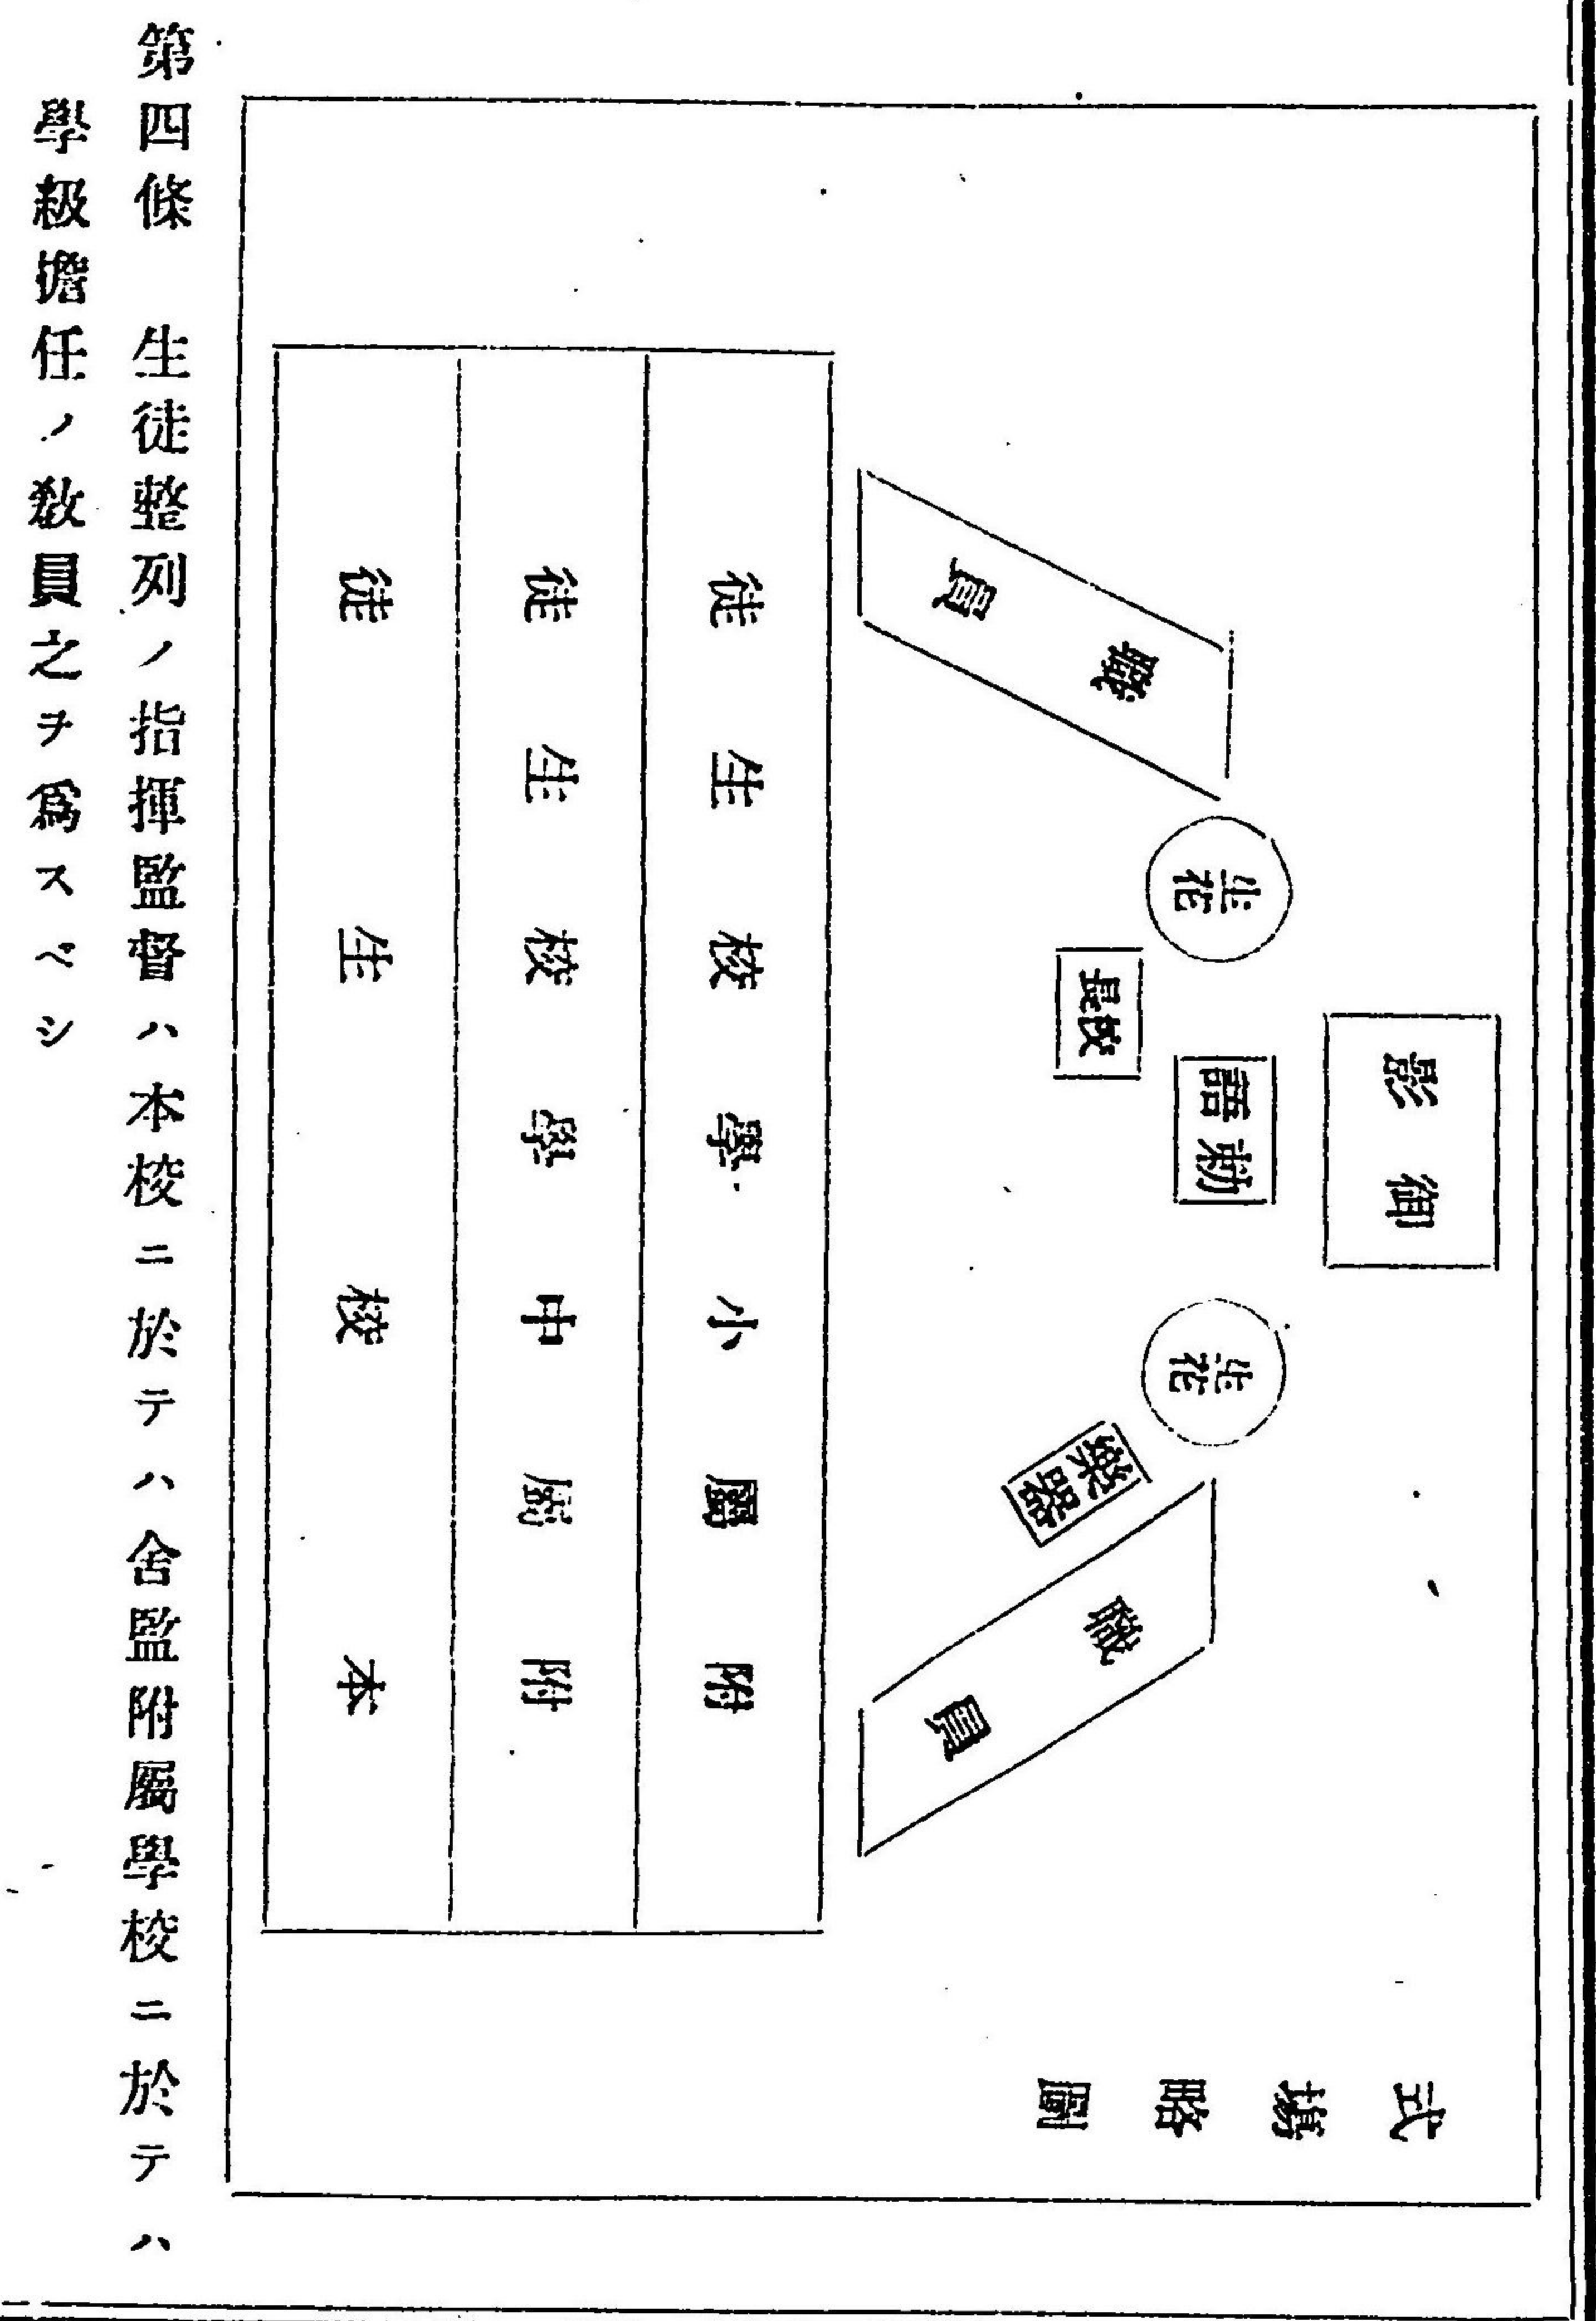 式場略圖
御影
勅語
校長
生花
生花
樂器
職員
職員
附屬小學校生徒
附屬中學校生徒
本校生徒
第四條　生徒整列ノ指揮監督ハ本校ニ於テハ舍監附屬學校ニ於テハ
學級擔任ノ敎員之ヲ爲スベシ